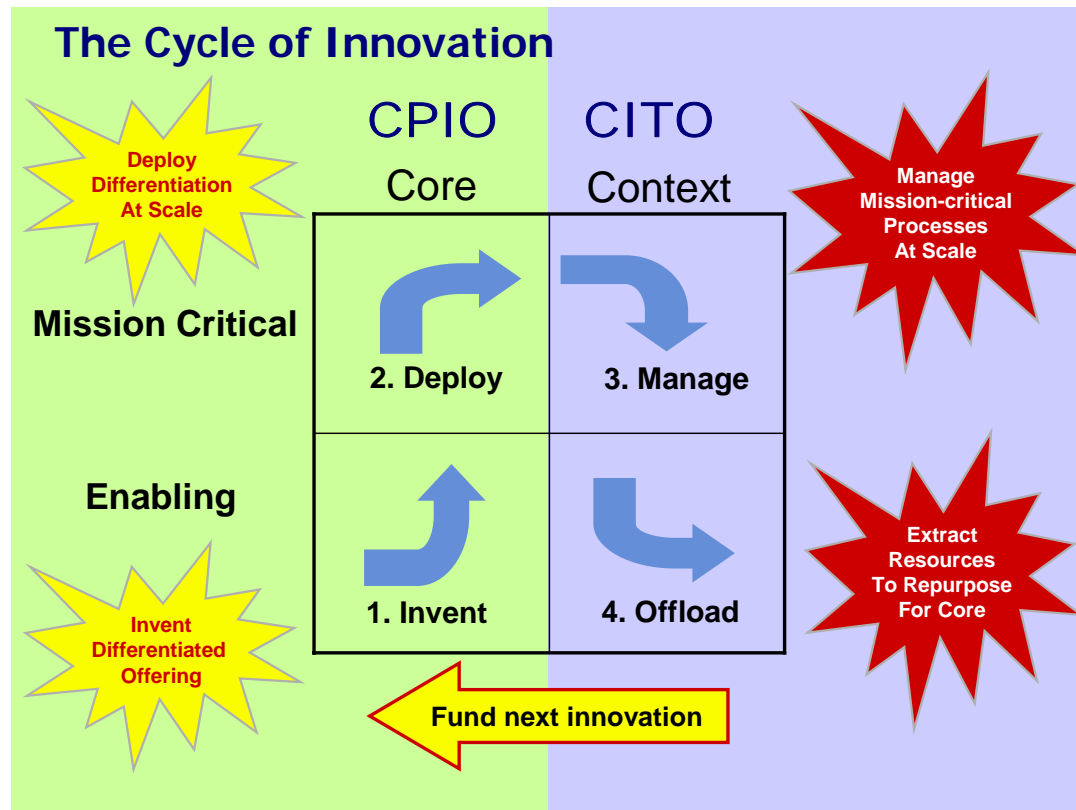 The Cycle of Innovation
CPIO
CITO
Core
Context
Deploy
Differentiation
At Scale
Manage
Mission-critical
Processes
At Scale
Mission Critical
2. Deploy
3. Manage
Enabling
1. Invent
4. Offload
Invent
Differentiated
Offering
Extract
Resources
To Repurpose
For Core
Fund next innovation